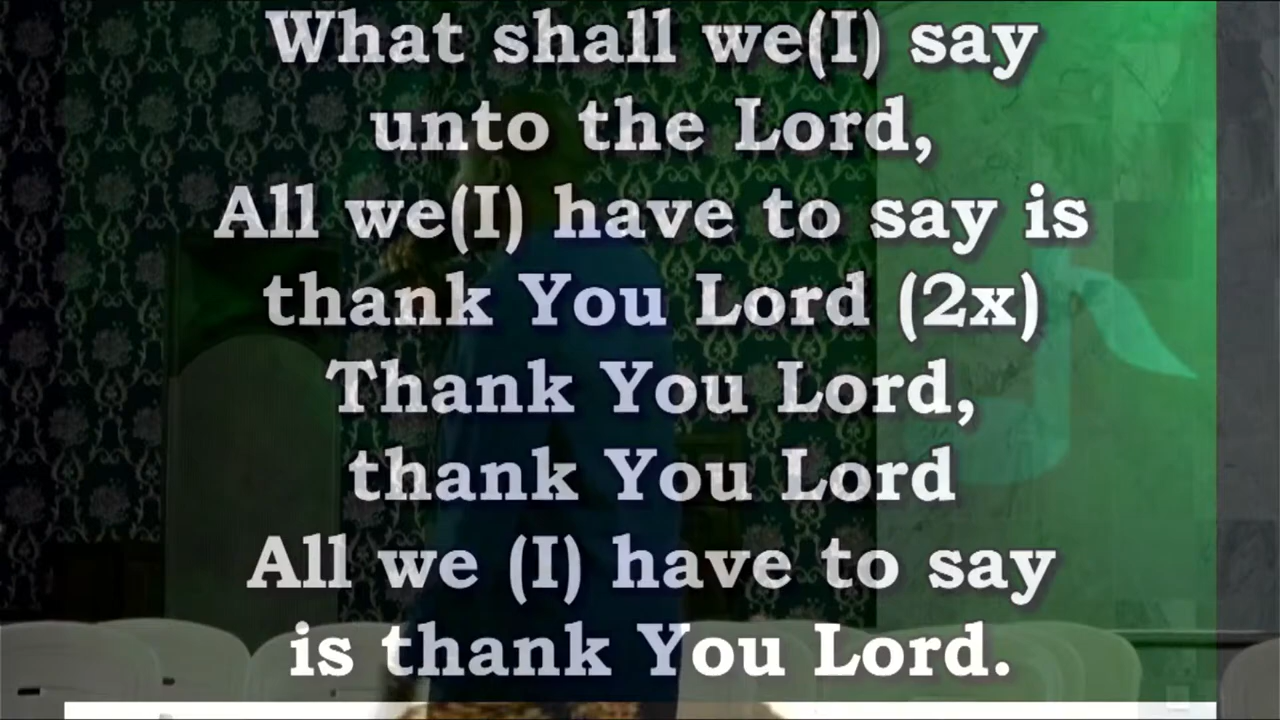 What shall we(I) say
unto the Lord,
All we(I) have to say is
thank You Lord (2x)
Thank You Lord,
thank You Lord
All we (I) have to say
is thank You Lord.